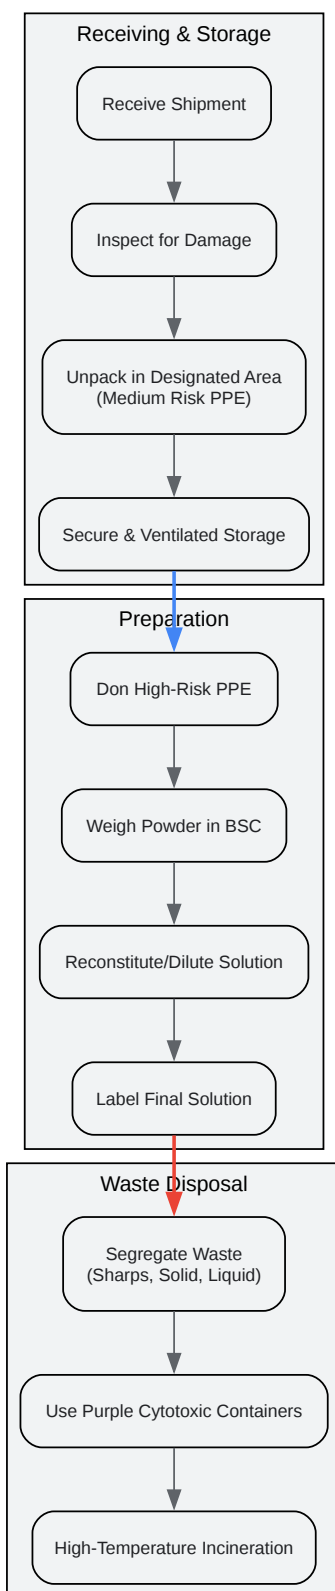 Receiving & Storage
Receive Shipment
Inspect for Damage
Unpack in Designated Area
(Medium Risk PPE)
Secure & Ventilated Storage
Preparation
Don High-Risk PPE
Weigh Powder in BSC
Reconstitute/Dilute Solution
Label Final Solution
Waste Disposal
Segregate Waste
(Sharps, Solid, Liquid)
Use Purple Cytotoxic Containers
High-Temperature Incineration